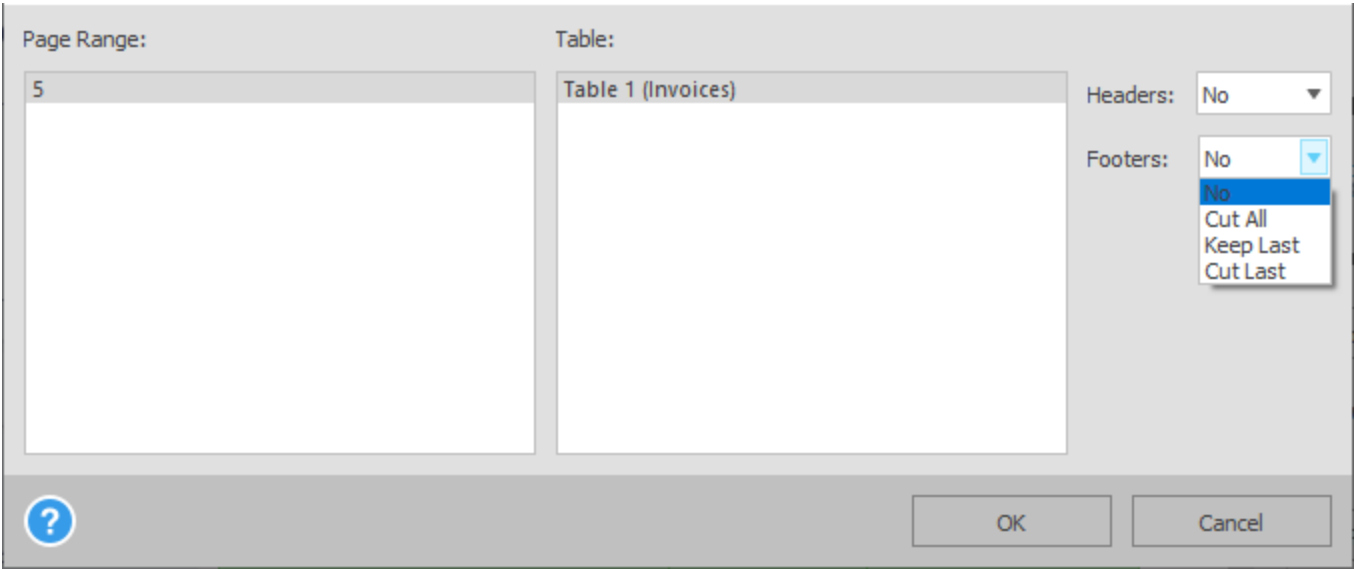 Page Range:
Table:
5
Table 1 (Invoices)
Headers:
No
Footers:
No
No
Cut All
Keep Last
Cut Last
?
OK
Cancel